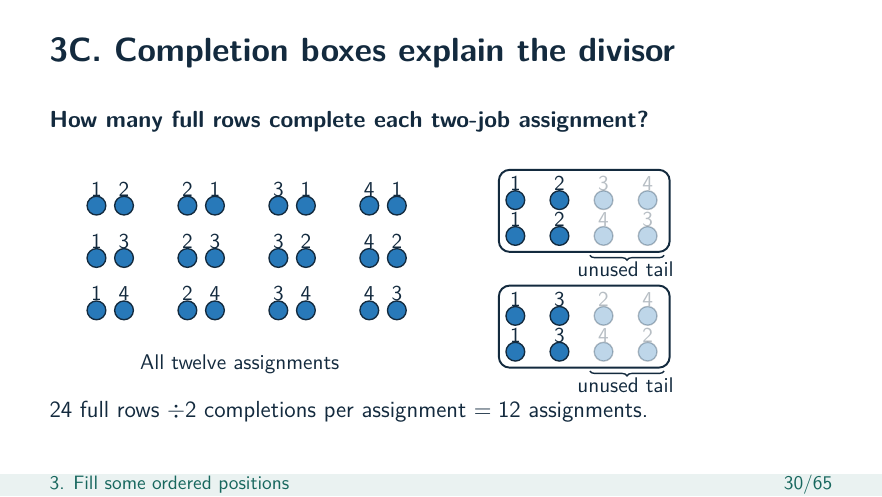 3C. Completion boxes explain the divisor
How many full rows complete each two-job assignment?
1 2 2 1 3 1 4 1
1 3 2 3 3 2 4 2
1 4 2 4 3 4 4 3
All twelve assignments
1 2 3 4
1 2 4 3
unused tail
1 3 2 4
1 3 4 2
unused tail
24 full rows ÷2 completions per assignment = 12 assignments.
3. Fill some ordered positions 30/65